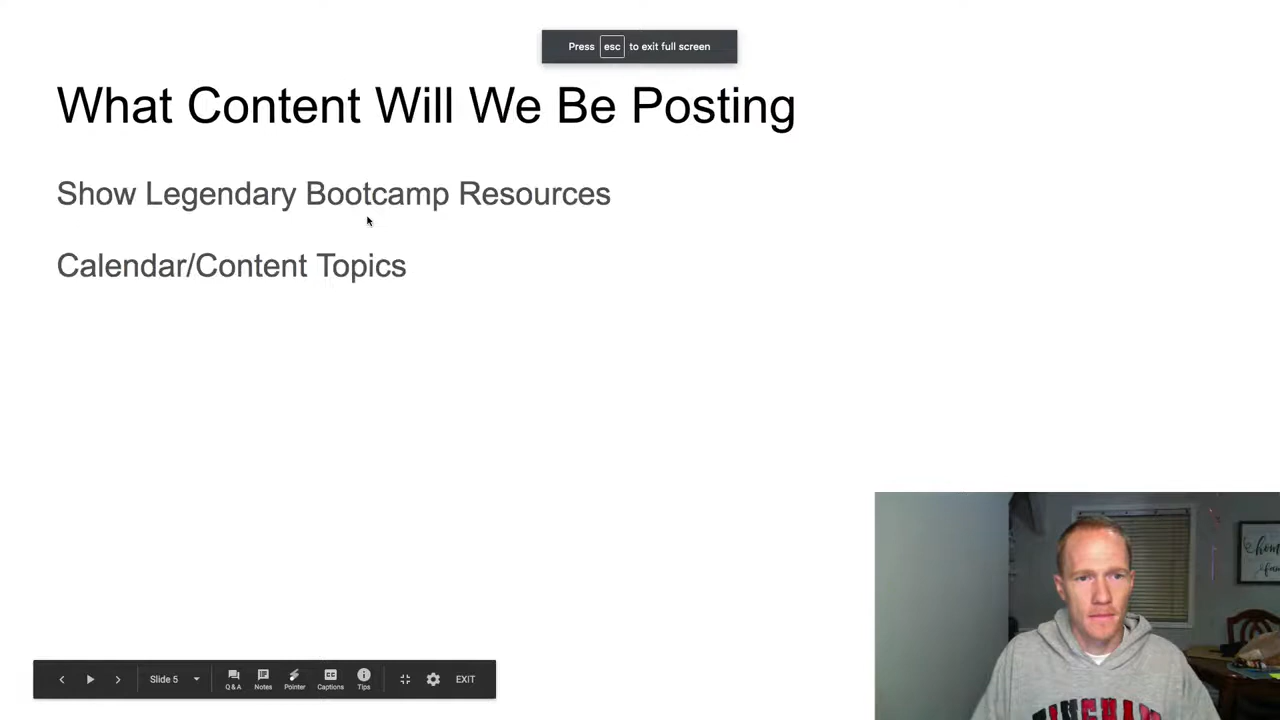 Press esc to exit full screen
What Content Will We Be Posting
Show Legendary Bootcamp Resources
Calendar/Content Topics
Slide 5
Q&A
Notes
Pointer
CC
Captions
Tips
EXIT